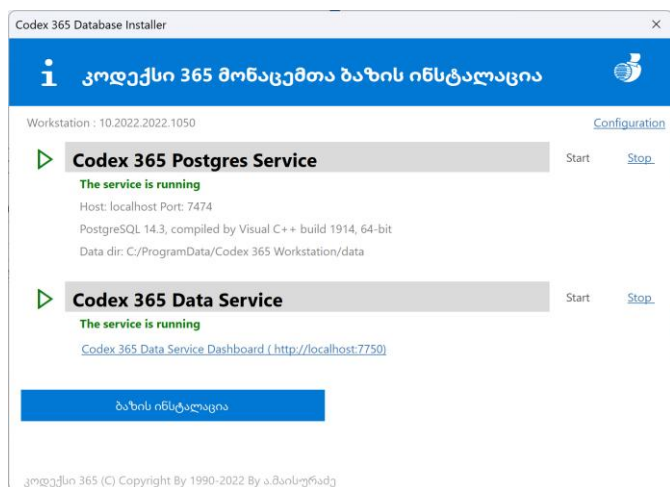 Codex 365 Database Installer
კოდექსი 365 მონაცემთა ბაზის ინსტალაცია
Workstation : 10.2022.2022.1050
Configuration
Codex 365 Postgres Service
Start
Stop
The service is running
Host: localhost Port: 7474
PostgreSQL 14.3, compiled by Visual C++ build 1914, 64-bit
Data dir: C:/ProgramData/Codex 365 Workstation/data
Codex 365 Data Service
Start
Stop
The service is running
Codex 365 Data Service Dashboard ( http://localhost:7750)
ბაზის ინსტალაცია
კოდექსი 365 (C) Copyright By 1990-2022 By ა.მაისურაძე